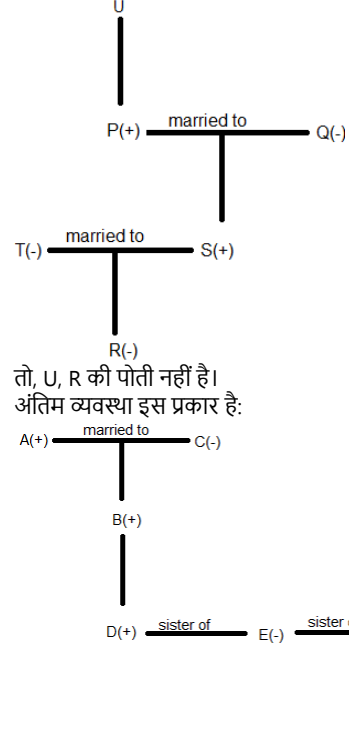 U
married to
P(+) Q(-)
married to
T(-) S(+)
R(-)
तो, U, R की पोती नहीं है।
अंतिम व्यवस्था इस प्रकार है:
married to
A(+) C(-)
B(+)
sister of sister
D(+) E(-)